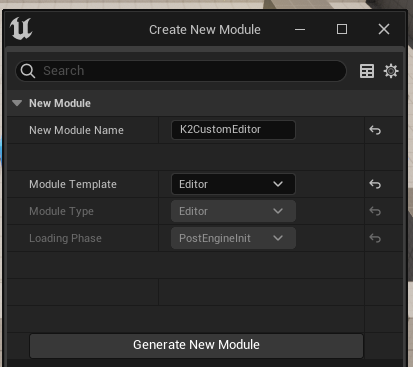 Create New Module
Search
New Module
New Module Name K2CustomEditor
Module Template Editor
Module Type Editor
Loading Phase PostEngineInit
Generate New Module